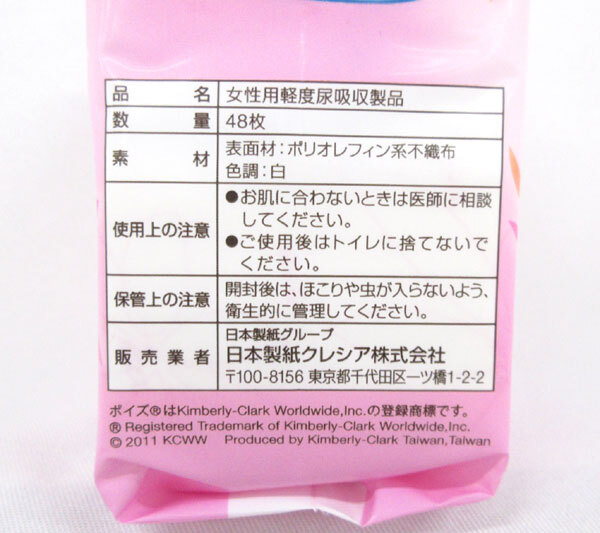 品名 女性用軽度尿吸収製品
数量 48枚
素材 表面材:ポリオレフィン系不織布
色調:白
使用上の注意 ●お肌に合わないときは医師に相談
してください。
●ご使用後はトイレに捨てないで
ください。
保管上の注意 開封後は、ほこりや虫が入らないよう、
衛生的に管理してください。
販売業者 日本製紙グループ
日本製紙クレシア株式会社
〒100-8156 東京都千代田区一ツ橋1-2-2
ポイズ®はKimberly-Clark Worldwide,Inc.の登録商標です。
® Registered Trademark of Kimberly-Clark Worldwide,Inc.
© 2011 KCWW Produced by Kimberly-Clark Taiwan,Taiwan